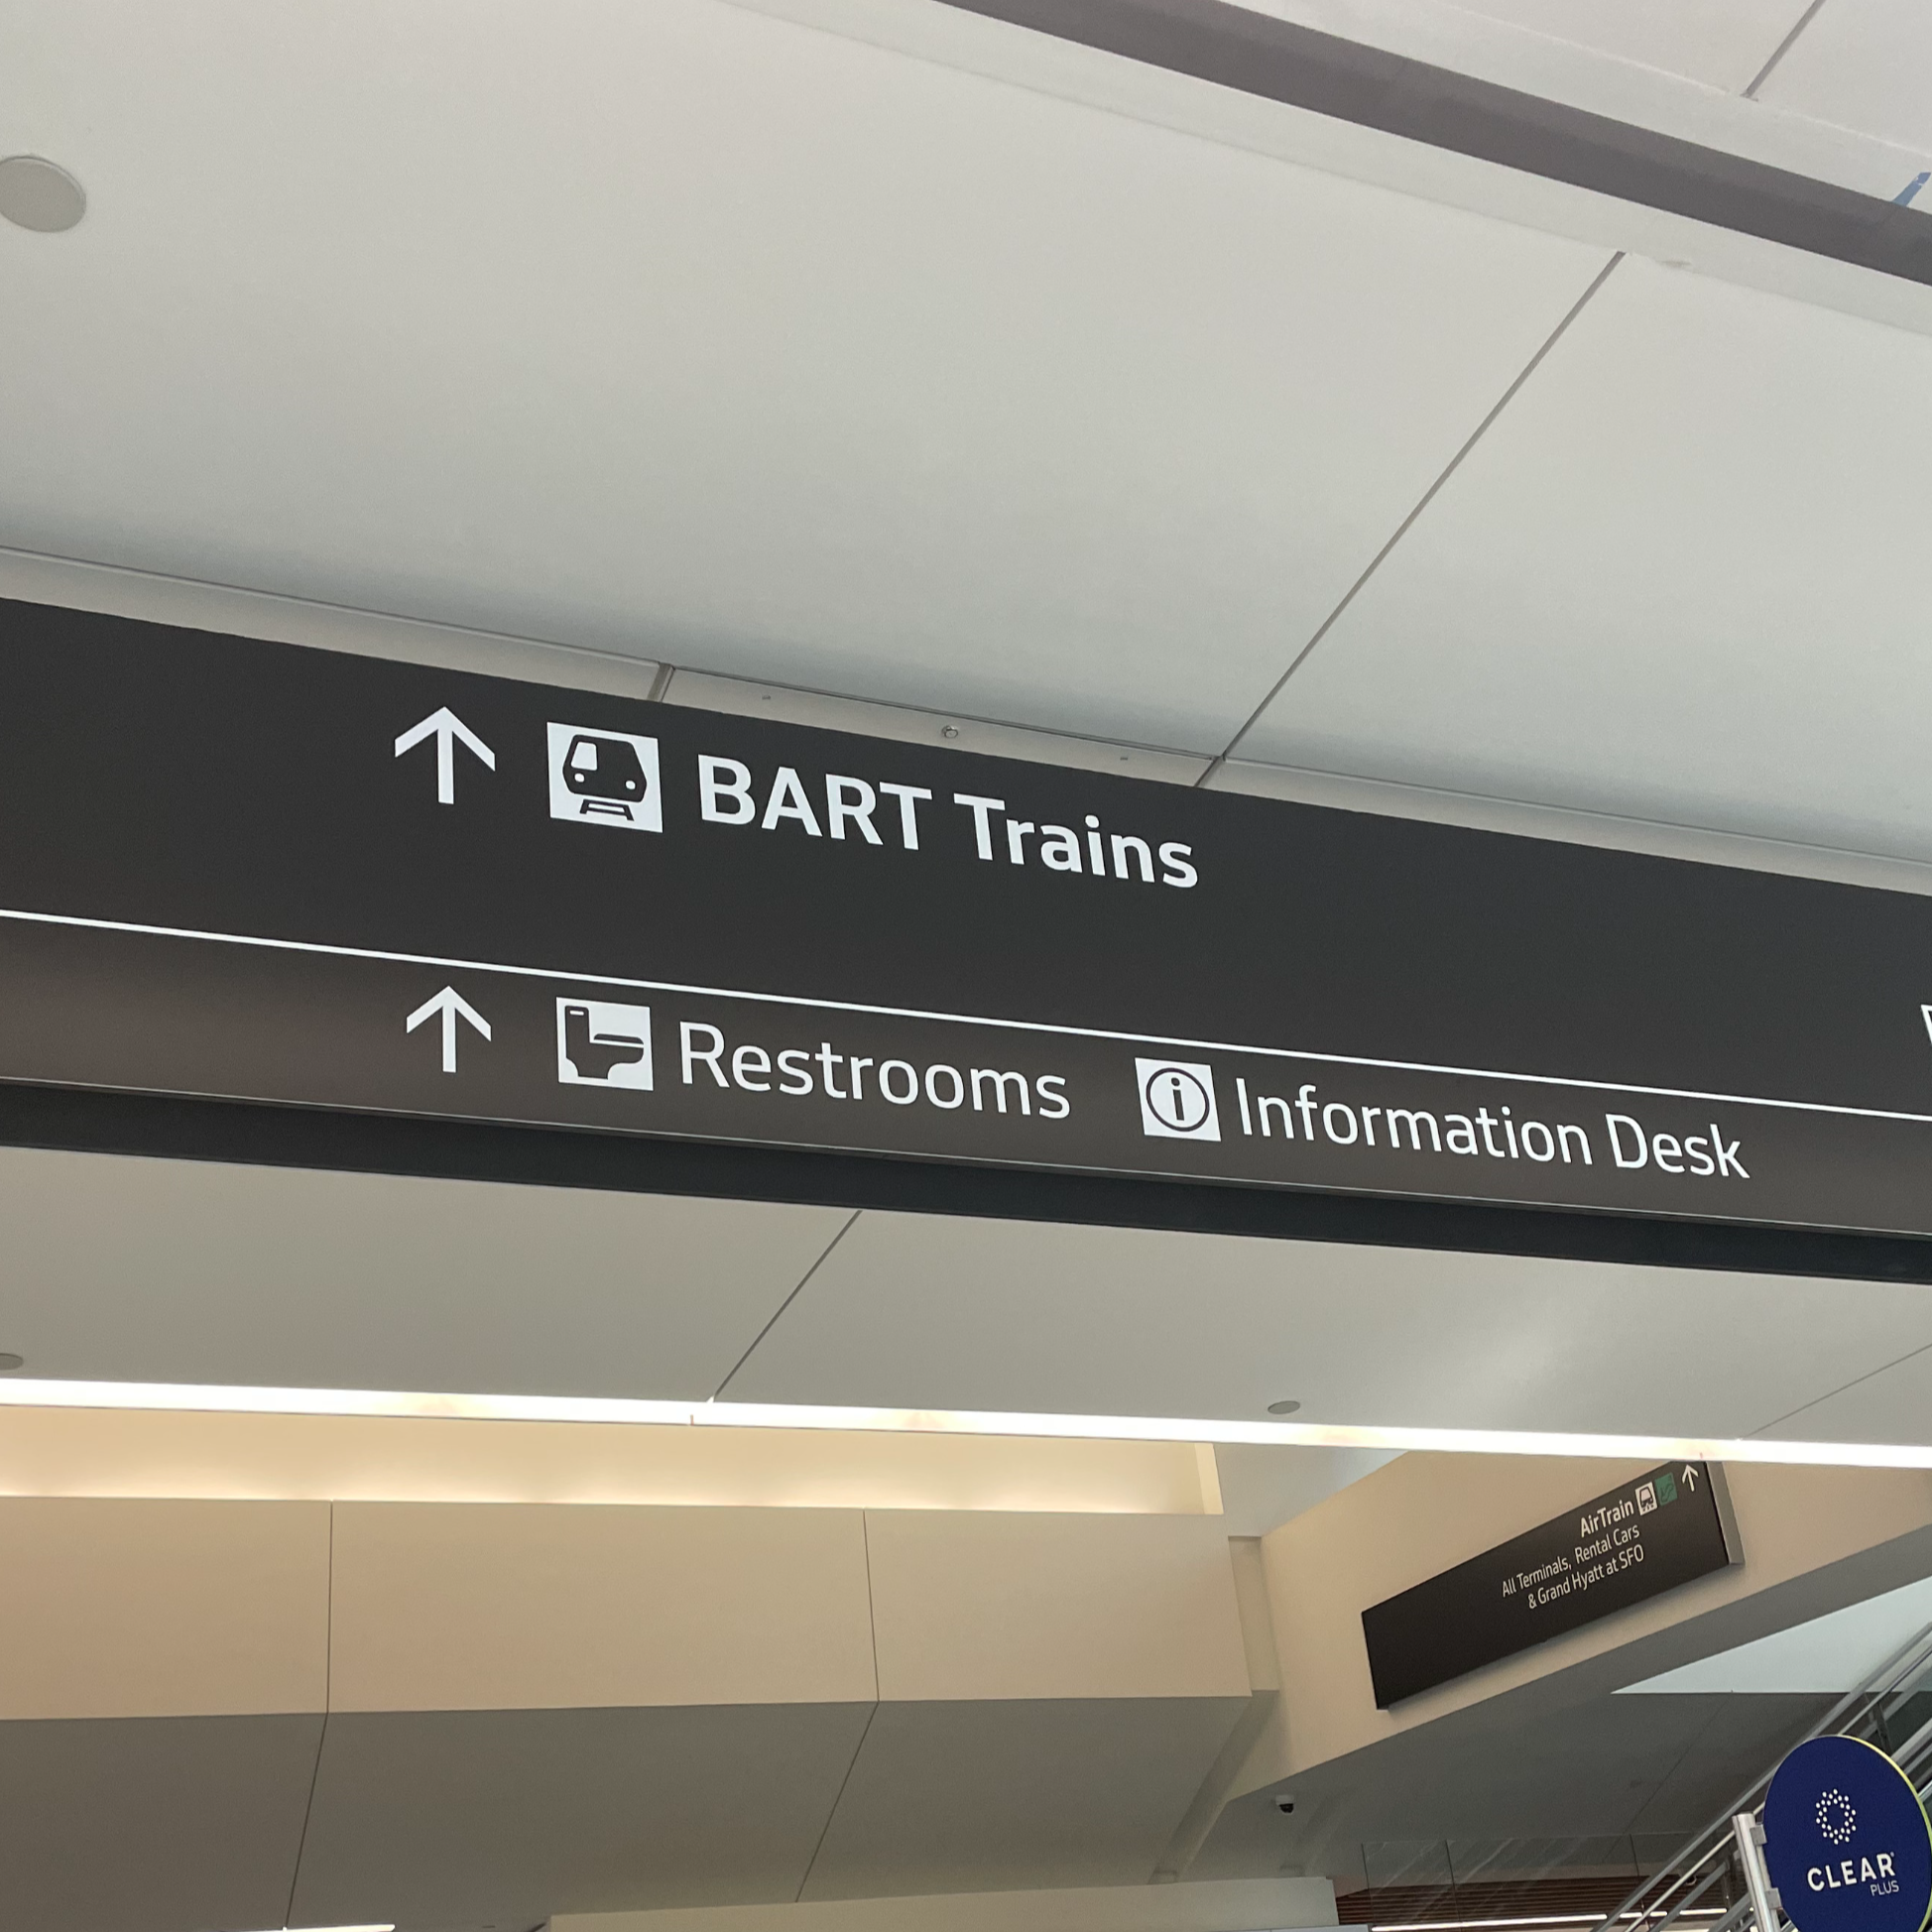 BART Trains
Restrooms Information Desk
AirTrain
All Terminals, Rental Cars
& Grand Hyatt at SFO
CLEAR
PLUS